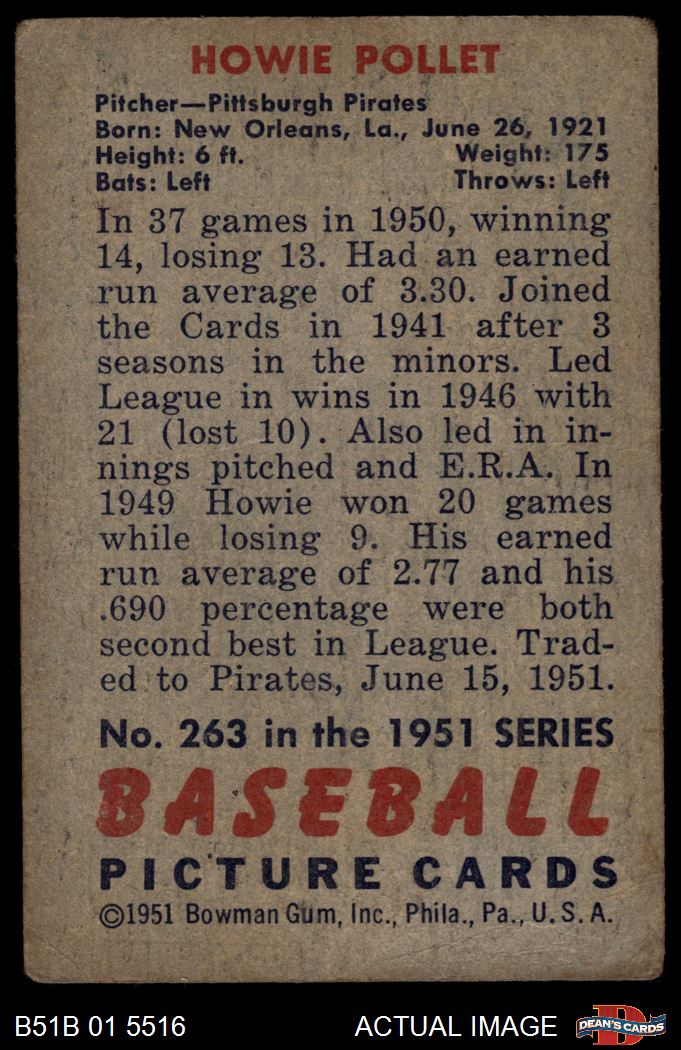 HOWIE POLLET
Pitcher—Pittsburgh Pirates
Born: New Orleans, La., June 26, 1921
Height: 6 ft. Weight: 175
Bats: Left Throws: Left
In 37 games in 1950, winning
14, losing 13. Had an earned
run average of 3.30. Joined
the Cards in 1941 after 3
seasons in the minors. Led
League in wins in 1946 with
21 (lost 10). Also led in in-
nings pitched and E.R.A. In
1949 Howie won 20 games
while losing 9. His earned
run average of 2.77 and his
.690 percentage were both
second best in League. Trad-
ed to Pirates, June 15, 1951.
No. 263 in the 1951 SERIES
BASEBALL
PICTURE CARDS
©1951 Bowman Gum, Inc., Phila., Pa., U.S.A.
B51B 01 5516 ACTUAL IMAGE D DEAN'S CARDS